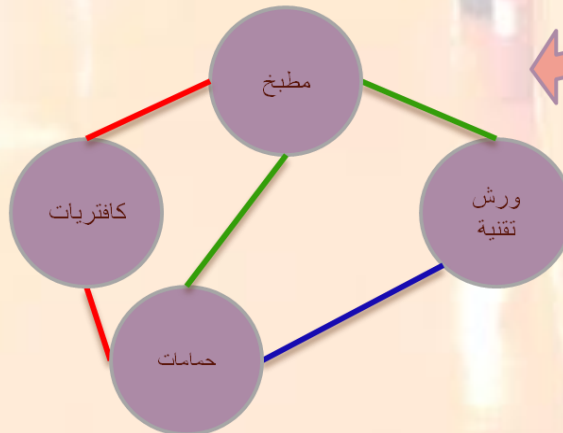 مطبخ
ورش
تقنية
كافتريات
حمامات